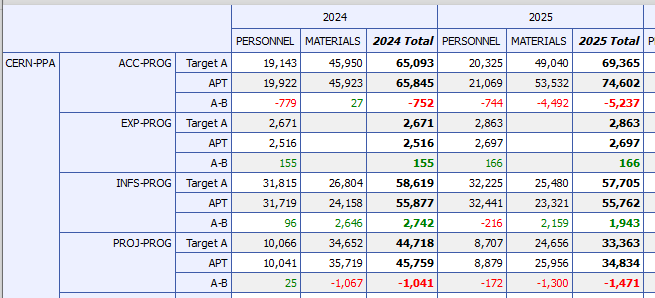 2024 2025
PERSONNEL MATERIALS 2024 Total PERSONNEL MATERIALS 2025 Total
CERN-PPA ACC-PROG Target A 19,143 45,950 65,093 20,325 49,040 69,365
APT 19,922 45,923 65,845 21,069 53,532 74,602
A-B -779 27 -752 -744 -4,492 -5,237
EXP-PROG Target A 2,671 2,671 2,863 2,863
APT 2,516 2,516 2,697 2,697
A-B 155 155 166 166
INFS-PROG Target A 31,815 26,804 58,619 32,225 25,480 57,705
APT 31,719 24,158 55,877 32,441 23,321 55,762
A-B 96 2,646 2,742 -216 2,159 1,943
PROJ-PROG Target A 10,066 34,652 44,718 8,707 24,656 33,363
APT 10,041 35,719 45,759 8,879 25,956 34,834
A-B 25 -1,067 -1,041 -172 -1,300 -1,471